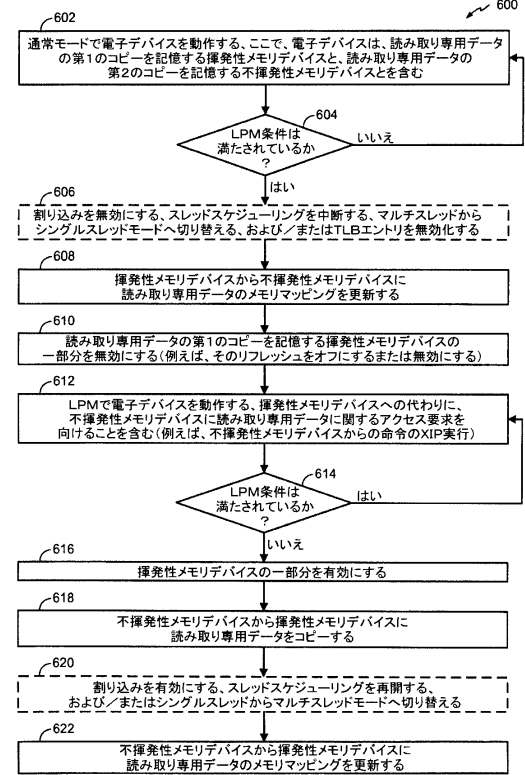 600
602
通常モードで電子デバイスを動作する、ここで、電子デバイスは、読み取り専用データ
の第1のコピーを記憶する揮発性メモリデバイスと、読み取り専用データの
第2のコピーを記憶する不揮発性メモリデバイスとを含む
604
LPM条件は
満たされているか
?
いいえ
はい
606
割り込みを無効にする、スレッドスケジューリングを中断する、マルチスレッドから
シングルスレッドモードへ切り替える、および/またはTLBエントリを無効化する
608
揮発性メモリデバイスから不揮発性メモリデバイスに
読み取り専用データのメモリマッピングを更新する
610
読み取り専用データの第1のコピーを記憶する揮発性メモリデバイスの
一部分を無効にする(例えば、そのリフレッシュをオフにするまたは無効にする)
612
LPMで電子デバイスを動作する、揮発性メモリデバイスへの代わりに、
不揮発性メモリデバイスに読み取り専用データに関するアクセス要求を
向けることを含む(例えば、不揮発性メモリデバイスからの命令のXIP実行)
614
LPM条件は
満たされているか
?
はい
いいえ
616
揮発性メモリデバイスの一部分を有効にする
618
不揮発性メモリデバイスから揮発性メモリデバイスに
読み取り専用データをコピーする
620
割り込みを有効にする、スレッドスケジューリングを再開する、
および/またはシングルスレッドからマルチスレッドモードへ切り替える
622
不揮発性メモリデバイスから揮発性メモリデバイスに
読み取り専用データのメモリマッピングを更新する